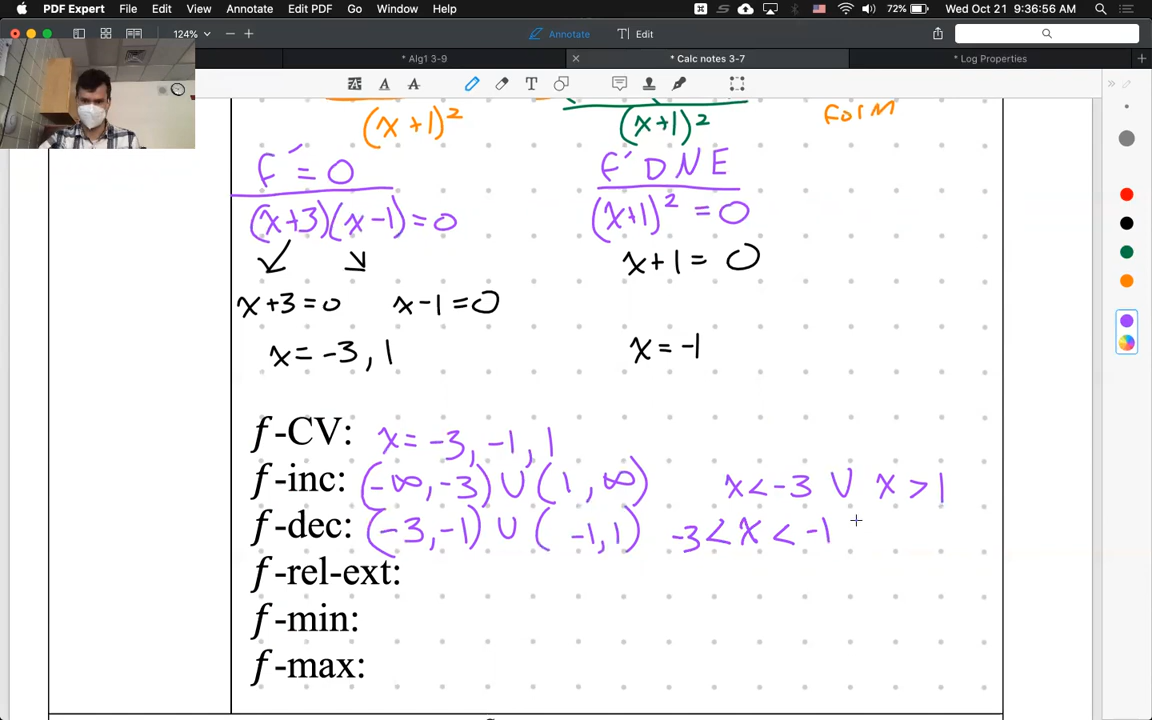 PDF Expert File Edit View Annotate Edit PDF Go Window Help 72% Wed Oct 21 9:36:56 AM
124% Annotate Edit
* Alg1 3-9 * Calc notes 3-7 * Log Properties
(x+1)² (x+1)² Form
f´=0 f´DNE
(x+3)(x-1)=0 (x+1)²=0
x+3=0 x-1=0 x+1=0
x=-3,1 x=-1
f-CV: x=-3,-1,1
f-inc: (-∞,-3)∪(1,∞) x<-3 ∪ x>1
f-dec: (-3,-1)∪(-1,1) -3<x<-1
f-rel-ext:
f-min:
f-max: